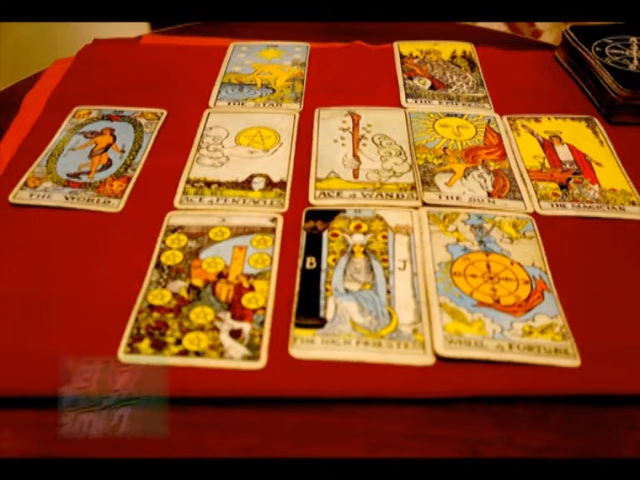 THE STAR
THE EMPRESS
THE WORLD
ACE of PENTACLES
ACE of WANDS
THE SUN
THE MAGICIAN
B J
THE HIGH PRIESTESS
WHEEL of FORTUNE